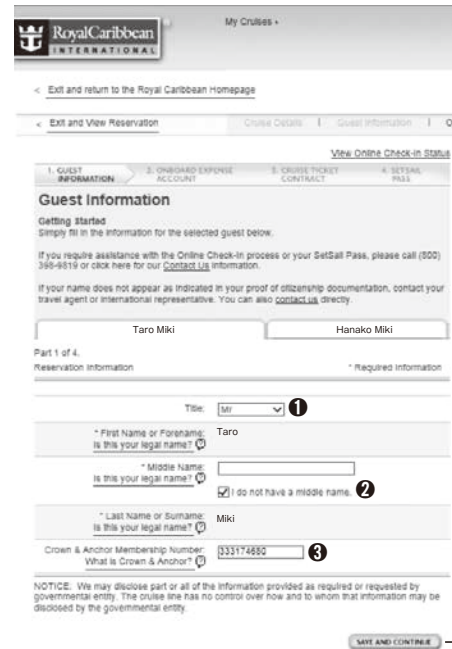 RoyalCaribbean
INTERNATIONAL
My Cruises
< Exit and return to the Royal Caribbean Homepage
< Exit and View Reservation Cruise Details | Guest Information | O
View Online Check-in Status
1. GUEST INFORMATION 2. ONBOARD EXPENSE ACCOUNT 3. CRUISE TICKET CONTRACT 4. SETSAIL PASS
Guest Information
Getting Started
Simply fill in the information for the selected guest below.
If you require assistance with the Online Check-In process or your SetSail Pass, please call (800)
398-9819 or click here for our Contact Us information.
If your name does not appear as indicated in your proof of citizenship documentation, contact your
travel agent or international representative. You can also contact us directly.
Taro Miki Hanako Miki
Part 1 of 4.
Reservation Information * Required Information
Title: Mr ❶
* First Name or Forename: Taro
Is this your legal name?
* Middle Name:
Is this your legal name?
I do not have a middle name. ❷
* Last Name or Surname: Miki
Is this your legal name?
Crown & Anchor Membership Number: 333174680 ❸
What is Crown & Anchor?
NOTICE: We may disclose part or all of the information provided as required or requested by
governmental entity. The cruise line has no control over how and to whom that information may be
disclosed by the governmental entity.
SAVE AND CONTINUE